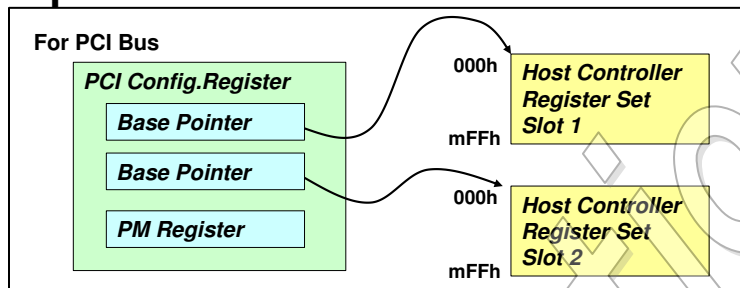 For PCI Bus
PCI Config.Register
Base Pointer
Base Pointer
PM Register
000h
mFFh
Host Controller
Register Set
Slot 1
000h
mFFh
Host Controller
Register Set
Slot 2